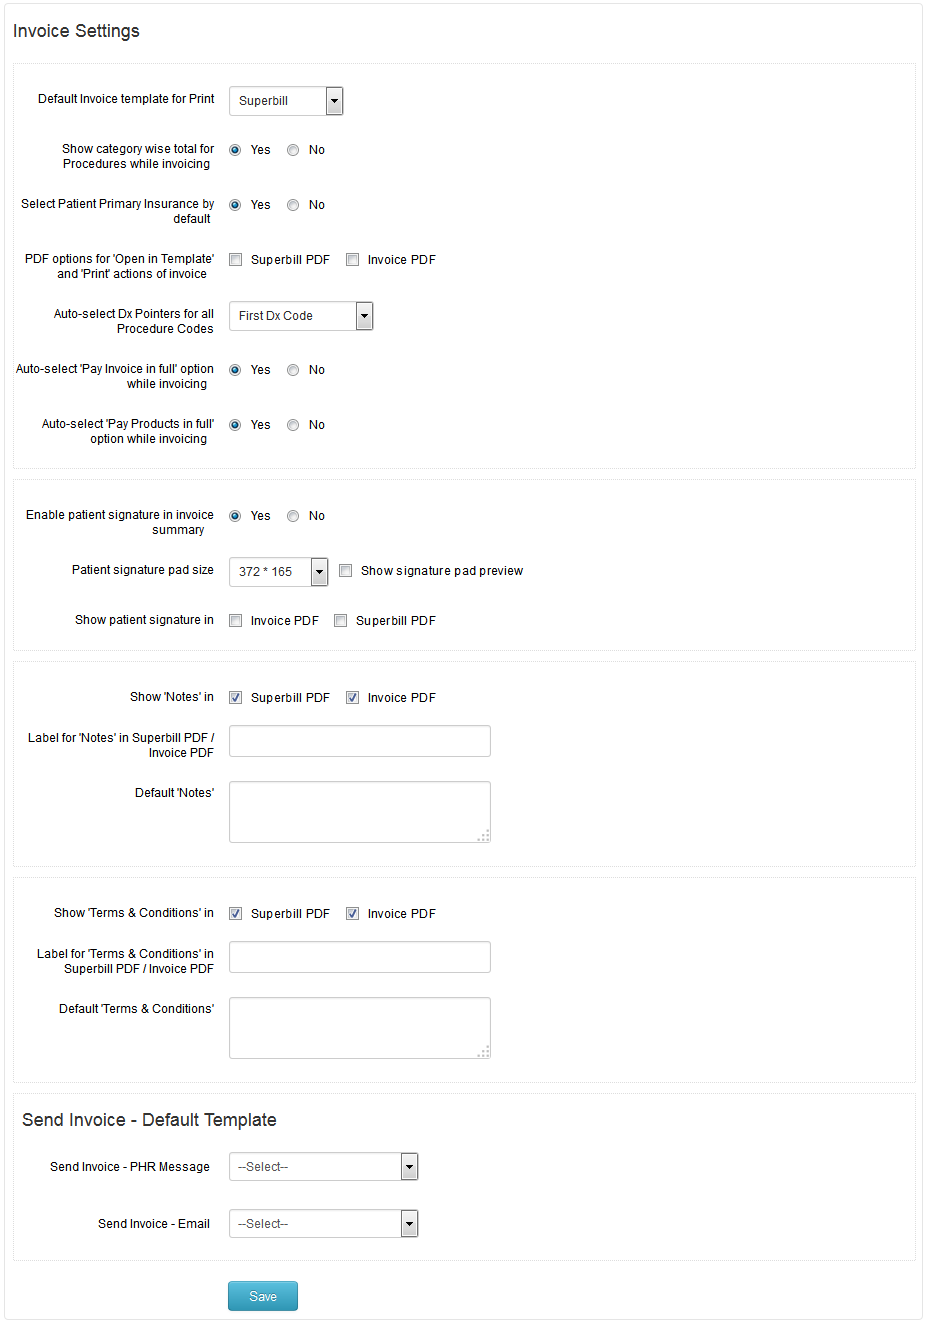 Invoice Settings
Default Invoice template for Print
Superbill
Show category wise total for
Procedures while invoicing
Yes No
Select Patient Primary Insurance by
default
Yes No
PDF options for 'Open in Template'
and 'Print' actions of invoice
Superbill PDF Invoice PDF
Auto-select Dx Pointers for all
Procedure Codes
First Dx Code
Auto-select 'Pay Invoice in full' option
while invoicing
Yes No
Auto-select 'Pay Products in full'
option while invoicing
Yes No
Enable patient signature in invoice
summary
Yes No
Patient signature pad size
372 * 165
Show signature pad preview
Show patient signature in
Invoice PDF Superbill PDF
Show 'Notes' in
Superbill PDF Invoice PDF
Label for 'Notes' in Superbill PDF /
Invoice PDF
Default 'Notes'
Show 'Terms & Conditions' in
Superbill PDF Invoice PDF
Label for 'Terms & Conditions' in
Superbill PDF / Invoice PDF
Default 'Terms & Conditions'
Send Invoice - Default Template
Send Invoice - PHR Message
--Select--
Send Invoice - Email
--Select--
Save